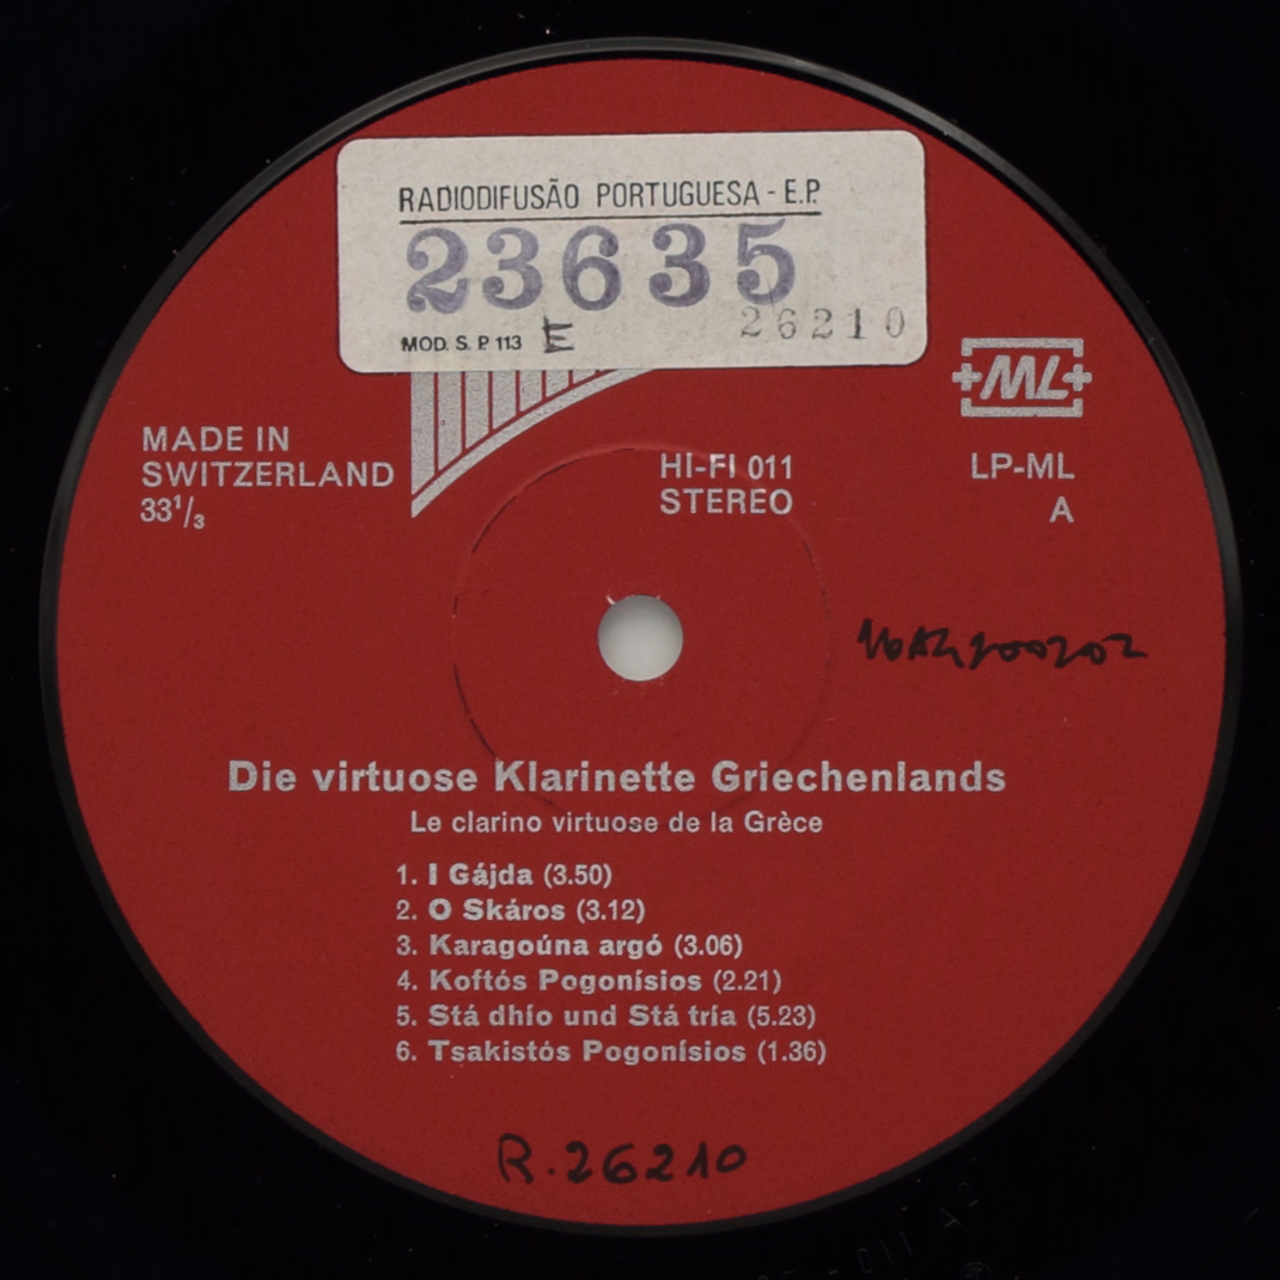 RADIODIFUSÃO PORTUGUESA - E.P.
23635
26210
MOD. S. P. 113 E
ML
MADE IN
SWITZERLAND
33¹/₃
HI-FI 011
STEREO
LP-ML
A
Die virtuose Klarinette Griechenlands
Le clarino virtuose de la Grèce
1. I Gájda (3.50)
2. O Skáros (3.12)
3. Karagoúna argó (3.06)
4. Koftós Pogonísios (2.21)
5. Stá dhío und Stá tría (5.23)
6. Tsakistós Pogonísios (1.36)
R.26210
011 A2